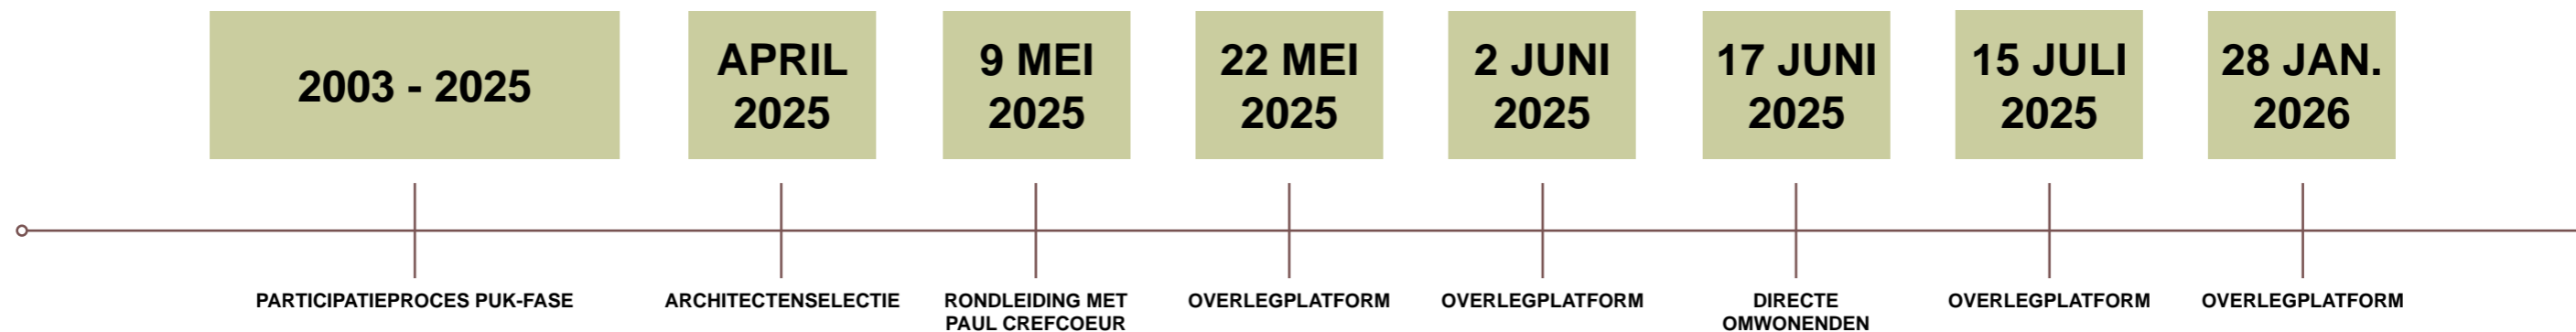 2003 - 2025
APRIL
2025
9 MEI
2025
22 MEI
2025
2 JUNI
2025
17 JUNI
2025
15 JULI
2025
28 JAN.
2026
PARTICIPATIEPROCES PUK-FASE
ARCHITECTENSELECTIE
RONDLEIDING MET
PAUL CREFCOEUR
OVERLEGPLATFORM
OVERLEGPLATFORM
DIRECTE
OMWONENDEN
OVERLEGPLATFORM
OVERLEGPLATFORM